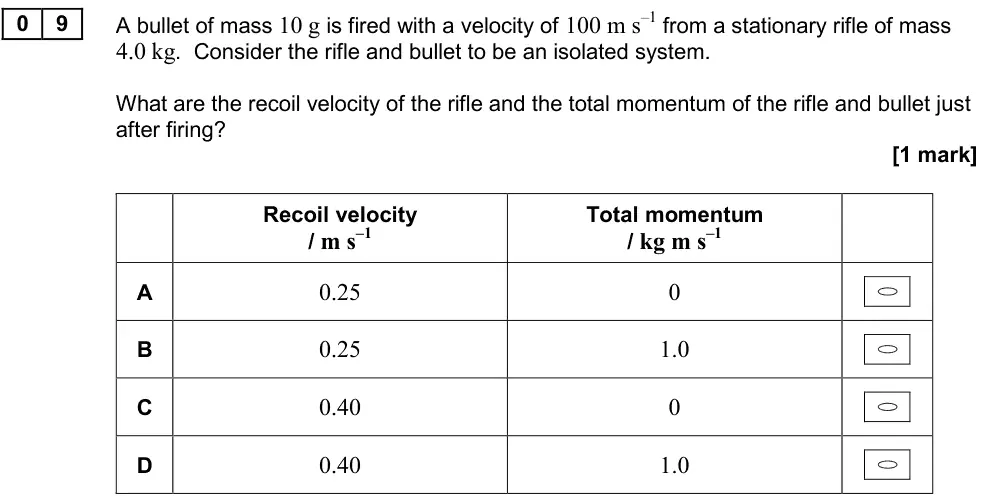 0 9 A bullet of mass 10 g is fired with a velocity of 100 m s⁻¹ from a stationary rifle of mass
4.0 kg. Consider the rifle and bullet to be an isolated system.
What are the recoil velocity of the rifle and the total momentum of the rifle and bullet just
after firing?
[1 mark]
Recoil velocity Total momentum
/ m s⁻¹ / kg m s⁻¹
A 0.25 0
B 0.25 1.0
C 0.40 0
D 0.40 1.0